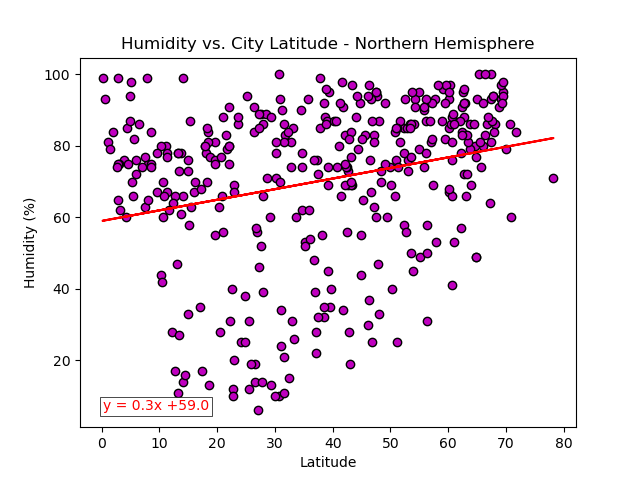 Humidity vs. City Latitude - Northern Hemisphere
100
80
60
40
20
Humidity (%)
y = 0.3x +59.0
0 10 20 30 40 50 60 70 80
Latitude